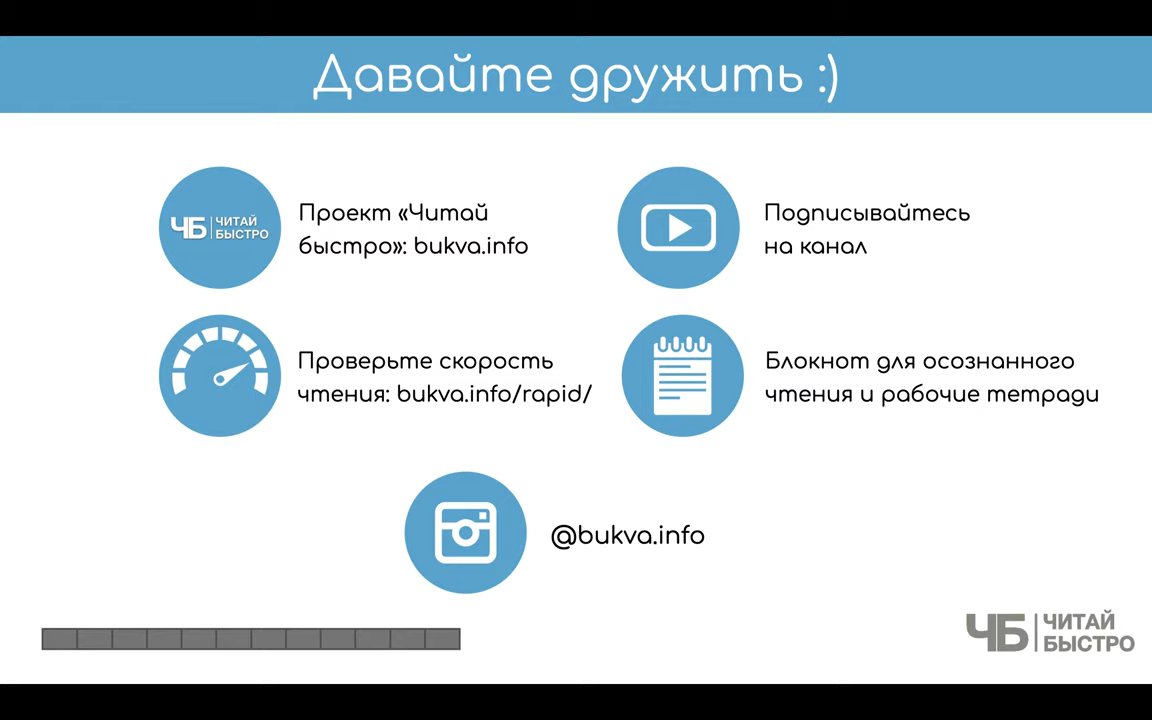 Давайте дружить :)
ЧБ ЧИТАЙ
БЫСТРО
Проект «Читай
быстро»: bukva.info
Подписывайтесь
на канал
Проверьте скорость
чтения: bukva.info/rapid/
Блокнот для осознанного
чтения и рабочие тетради
@bukva.info
ЧБ ЧИТАЙ
БЫСТРО